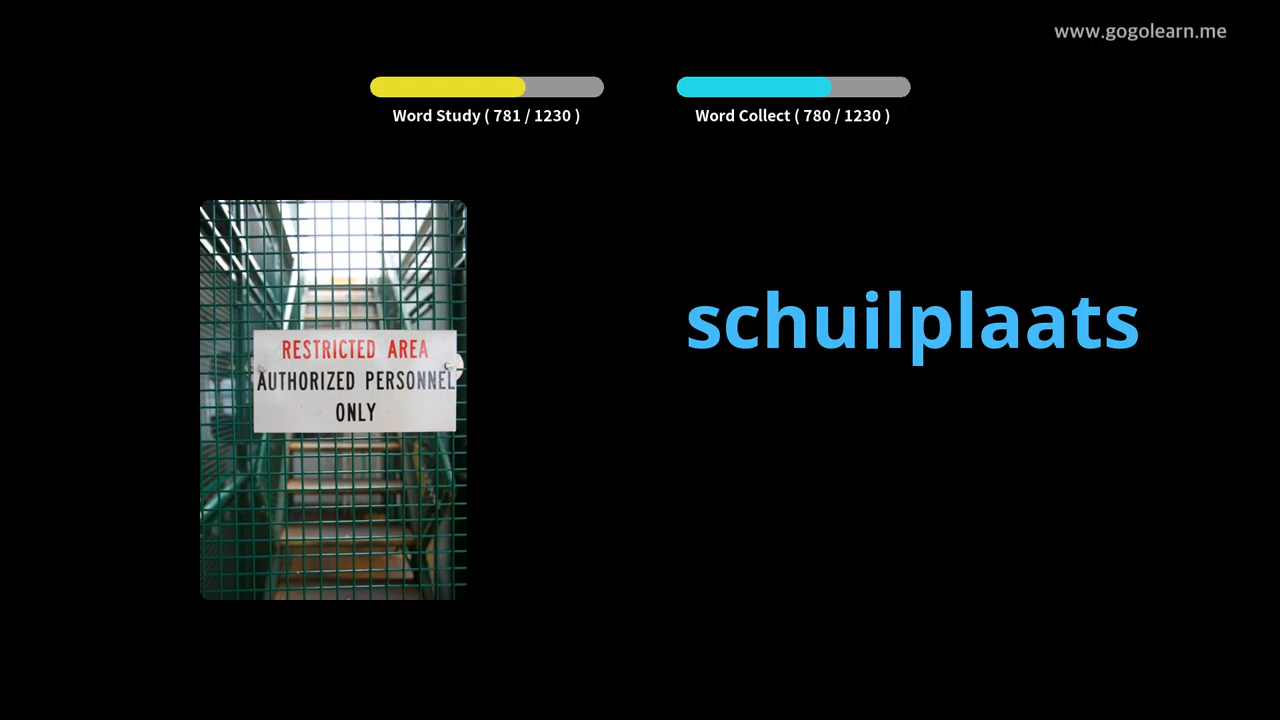 www.gogolearn.me
Word Study ( 781 / 1230 )
Word Collect ( 780 / 1230 )
RESTRICTED AREA
AUTHORIZED PERSONNEL
ONLY
schuilplaats